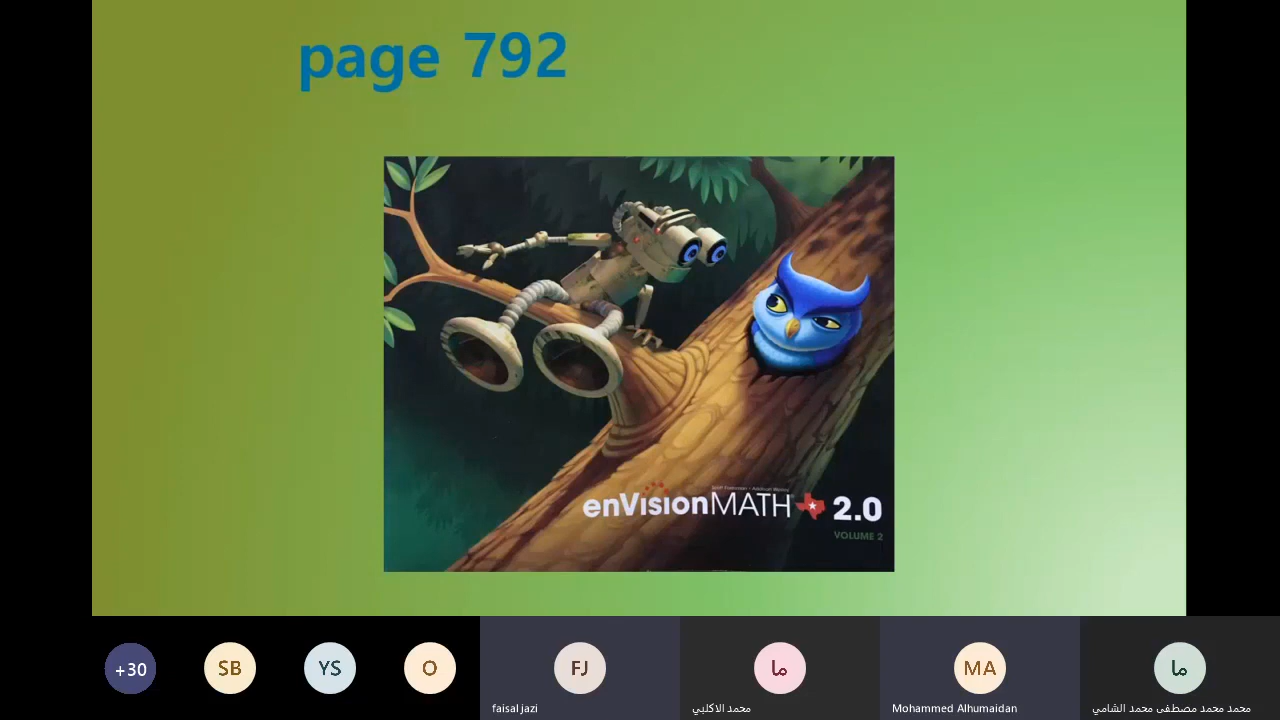 page 792
enVisionMATH 2.0
VOLUME 2
+30
SB
YS
O
FJ
ما
MA
ما
faisal jazi
محمد الاكلبي
Mohammed Alhumaidan
محمد محمد مصطفى محمد الشامي